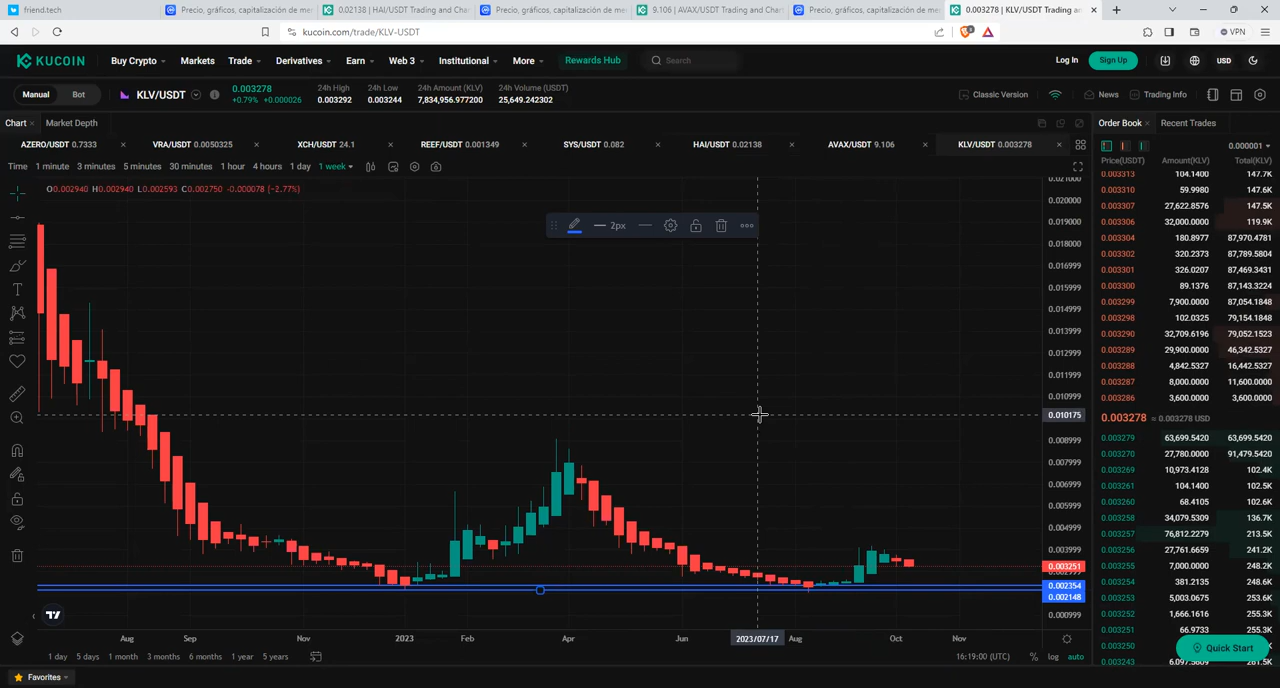 friend.tech
Precio, gráficos, capitalización de me
0.02138 | HAI/USDT Trading and Cha
Precio, gráficos, capitalización de me
9.106 | AVAX/USDT Trading and Chart
Precio, gráficos, capitalización de me
0.003278 | KLV/USDT Trading an
kucoin.com/trade/KLV-USDT
VPN
KUCOIN
Buy Crypto
Markets
Trade
Derivatives
Earn
Web 3
Institutional
More
Rewards Hub
Search
Log In
Sign Up
USD
Manual
Bot
KLV/USDT
0.003278
+0.79% +0.000026
24h High
0.003292
24h Low
0.003244
24h Amount (KLV)
7,834,956.977200
24h Volume (USDT)
25,649.242302
Classic Version
News
Trading Info
Chart
Market Depth
Order Book
Recent Trades
AZERO/USDT 0.7333
VRA/USDT 0.0050325
XCH/USDT 24.1
REEF/USDT 0.001349
SYS/USDT 0.082
HAI/USDT 0.02138
AVAX/USDT 9.106
KLV/USDT 0.003278
0.000001
Time
1 minute
3 minutes
5 minutes
30 minutes
1 hour
4 hours
1 day
1 week
Price(USDT)
Amount(KLV)
Total(KLV)
O0.002940 H0.002940 L0.002593 C0.002750 -0.000078 (-2.77%)
2px
0.021000
0.020000
0.019000
0.018000
0.016999
0.015999
0.014999
0.013999
0.012999
0.011999
0.010999
0.010175
0.008999
0.007999
0.006999
0.005999
0.004999
0.003999
0.003251
0.002999
0.002354
0.002148
0.000999
0.003313 104.1400 147.7K
0.003310 59.9980 147.6K
0.003307 27,622.8576 147.5K
0.003306 32,000.0000 119.9K
0.003304 180.8977 87,970.4781
0.003302 320.2373 87,789.5804
0.003301 326.0207 87,469.3431
0.003300 89.1376 87,143.3224
0.003299 7,900.0000 87,054.1848
0.003298 102.0325 79,154.1848
0.003290 32,709.6196 79,052.1523
0.003289 29,900.0000 46,342.5327
0.003288 4,842.5327 16,442.5327
0.003287 8,000.0000 11,600.0000
0.003286 3,600.0000 3,600.0000
0.003278 = 0.003278 USD
0.003279 63,699.5420 63,699.5420
0.003270 27,780.0000 91,479.5420
0.003269 10,973.4128 102.4K
0.003261 104.1400 102.5K
0.003260 68.4105 102.5K
0.003258 34,079.5309 136.7K
0.003257 76,812.2279 213.5K
0.003256 27,761.6659 241.2K
0.003255 7,000.0000 248.2K
0.003254 381.2135 248.6K
0.003253 5,003.0675 253.6K
0.003252 1,666.1616 255.3K
0.003251 66.9733 255.3K
0.003250
0.003243
Quick Start
Aug
Sep
Nov
2023
Feb
Apr
Jun
2023/07/17
Aug
Oct
Nov
1 day
5 days
1 month
3 months
6 months
1 year
5 years
16:19:00 (UTC)
%
log
auto
Favorites